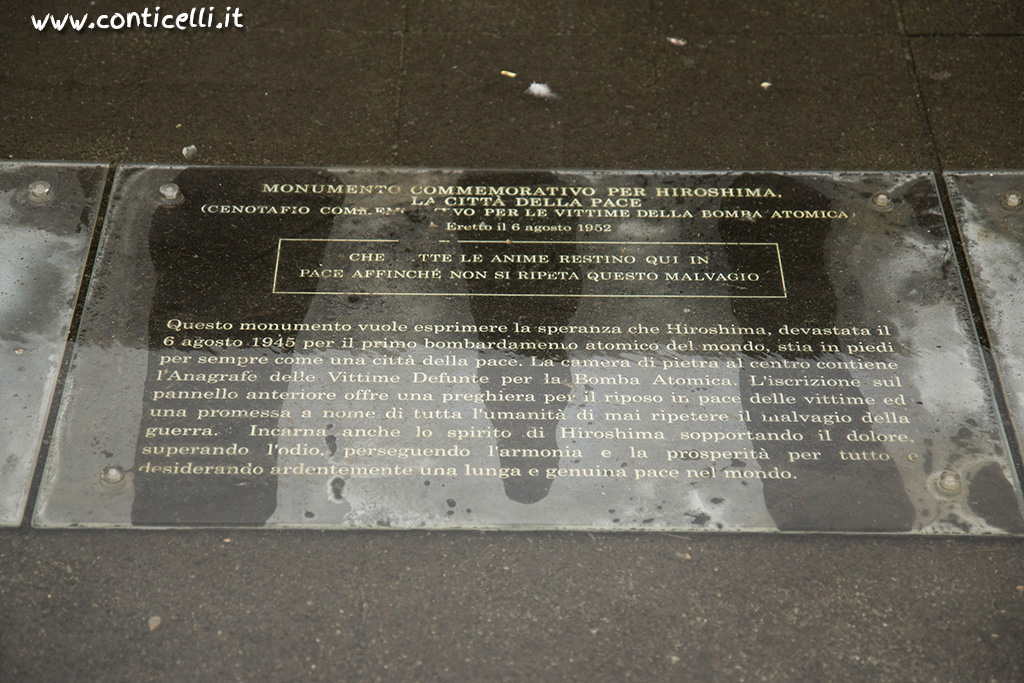 www.conticelli.it
MONUMENTO COMMEMORATIVO PER HIROSHIMA,
LA CITTÀ DELLA PACE
(CENOTAFIO PER LE VITTIME DELLA BOMBA ATOMICA)
Eretto il 6 agosto 1952
CHE LE ANIME RESTINO QUI IN
PACE AFFINCHÉ NON SI RIPETA QUESTO MALVAGIO
Questo monumento vuole esprimere la speranza che Hiroshima, devastata il
6 agosto 1945 per il primo bombardamento atomico del mondo, stia in piedi
per sempre come una città della pace. La camera di pietra al centro contiene
l'Anagrafe delle Vittime Defunte per la Bomba Atomica. L'iscrizione sul
pannello anteriore offre una preghiera per il riposo in pace delle vittime ed
una promessa a nome di tutta l'umanità di mai ripetere il malvagio della
guerra. Incarna anche lo spirito di Hiroshima sopportando il dolore,
superando l'odio, perseguendo l'armonia e la prosperità per tutto e
desiderando ardentemente una lunga e genuina pace nel mondo.